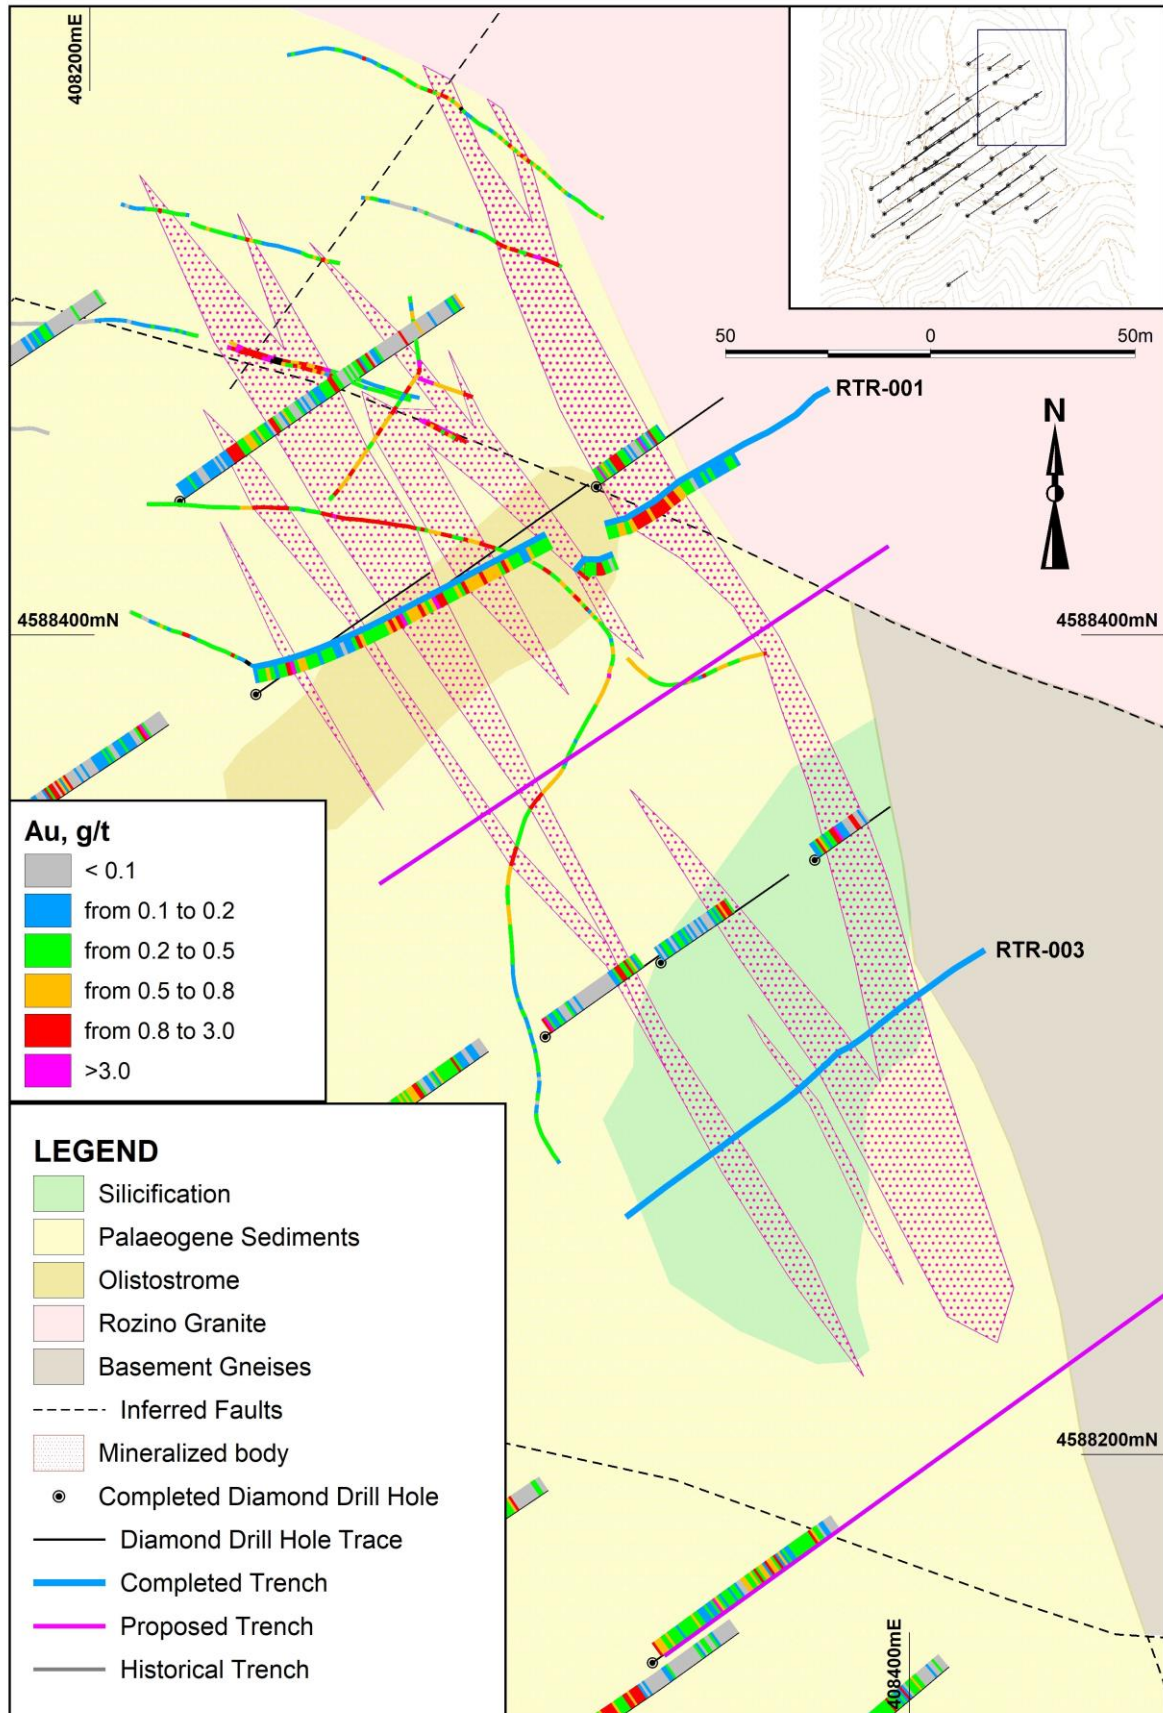 408200mE
50 0 50m
RTR-001
N
4588400mN
4588400mN
Au, g/t
< 0.1
from 0.1 to 0.2
from 0.2 to 0.5
from 0.5 to 0.8
from 0.8 to 3.0
>3.0
RTR-003
LEGEND
Silicification
Palaeogene Sediments
Olistostrome
Rozino Granite
Basement Gneises
Inferred Faults
Mineralized body
Completed Diamond Drill Hole
Diamond Drill Hole Trace
Completed Trench
Proposed Trench
Historical Trench
4588200mN
408400mE